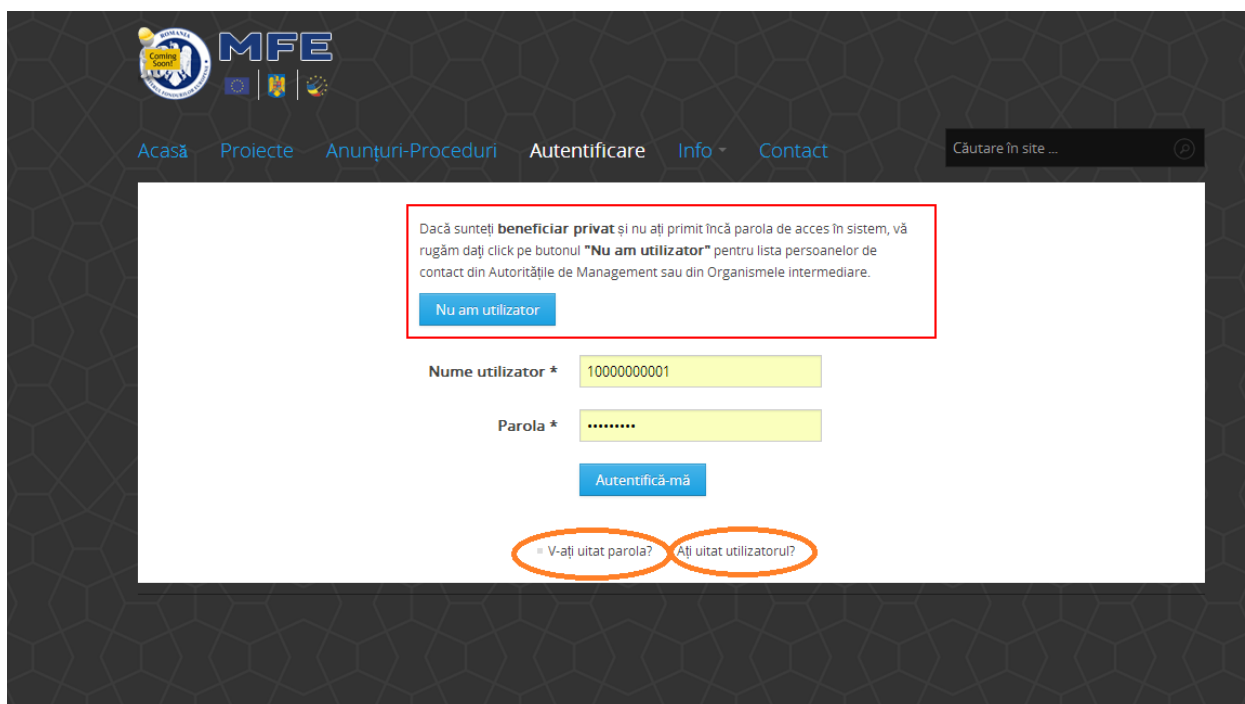 ROMANIA
Coming
Soon!
MFE
Acasă Proiecte Anunțuri-Proceduri Autentificare Info Contact Căutare în site ...
Dacă sunteți beneficiar privat și nu ați primit încă parola de acces în sistem, vă
rugăm daţi click pe butonul "Nu am utilizator" pentru lista persoanelor de
contact din Autoritățile de Management sau din Organismele intermediare.
Nu am utilizator
Nume utilizator * 10000000001
Parola * •••••••••
Autentifică-mă
V-ați uitat parola? Ați uitat utilizatorul?